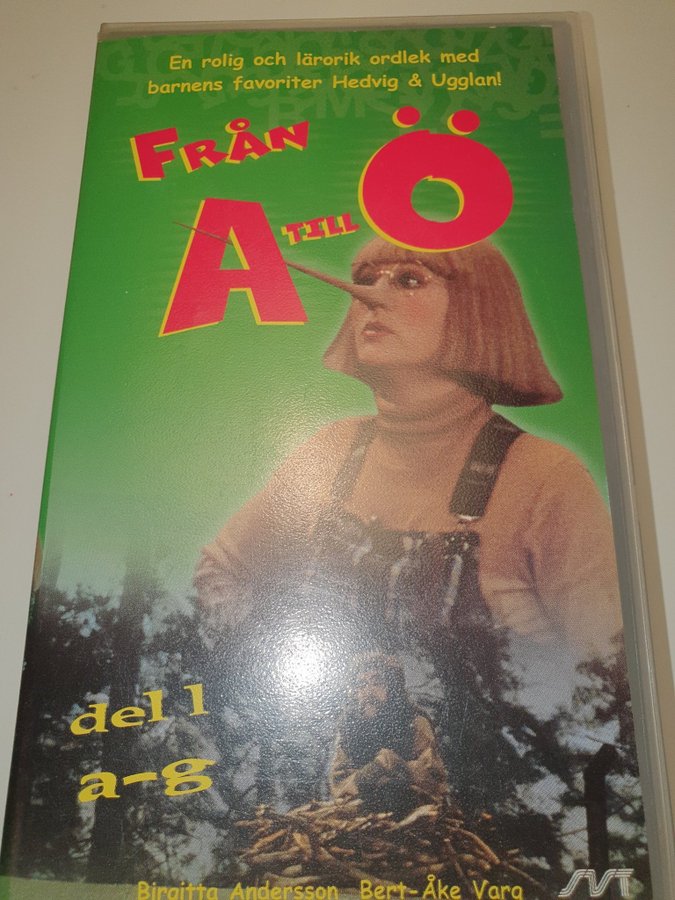 En rolig och lärorik ordlek med
barnens favoriter Hedvig & Ugglan!
FRÅN
A TILL Ö
del 1
a-g
Birgitta Andersson Bert-Åke Varg
SVT